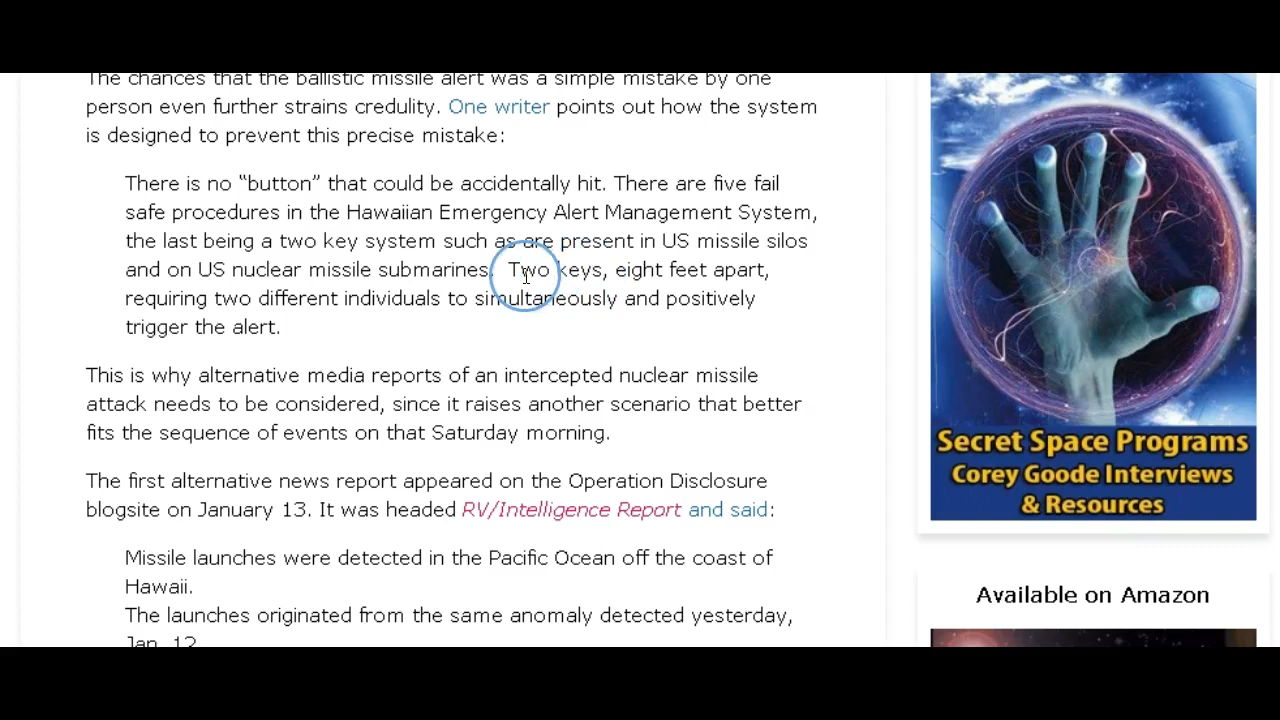 The chances that the ballistic missile alert was a simple mistake by one
person even further strains credulity. One writer points out how the system
is designed to prevent this precise mistake:
There is no “button” that could be accidentally hit. There are five fail
safe procedures in the Hawaiian Emergency Alert Management System,
the last being a two key system such as are present in US missile silos
and on US nuclear missile submarines. Two keys, eight feet apart,
requiring two different individuals to simultaneously and positively
trigger the alert.
This is why alternative media reports of an intercepted nuclear missile
attack needs to be considered, since it raises another scenario that better
fits the sequence of events on that Saturday morning.
The first alternative news report appeared on the Operation Disclosure
blogsite on January 13. It was headed RV/Intelligence Report and said:
Missile launches were detected in the Pacific Ocean off the coast of
Hawaii.
The launches originated from the same anomaly detected yesterday,
Jan. 12
Secret Space Programs
Corey Goode Interviews
& Resources
Available on Amazon